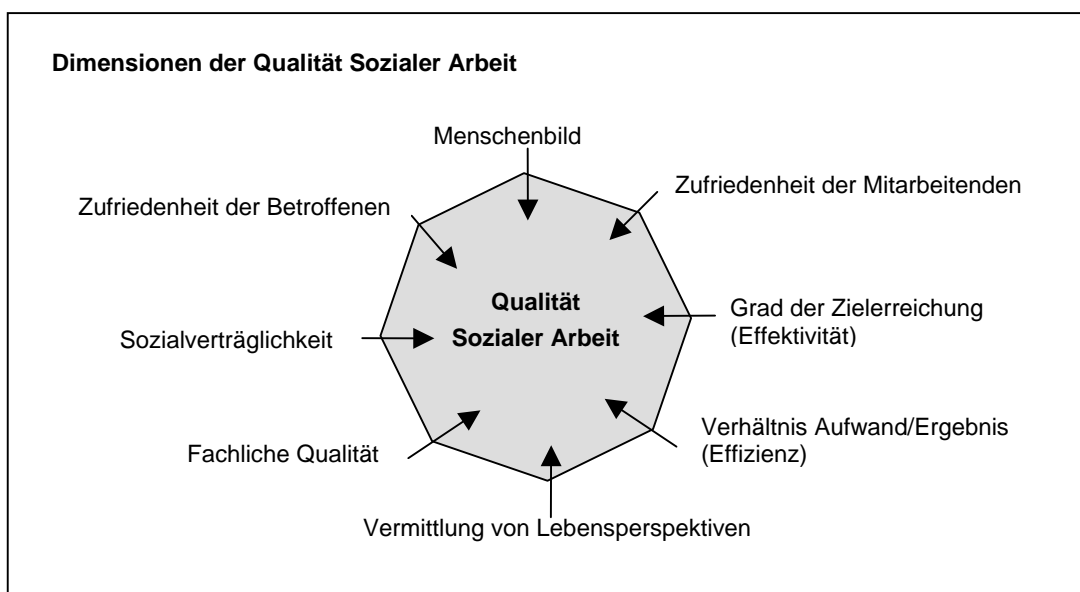 Dimensionen der Qualität Sozialer Arbeit
Menschenbild
Zufriedenheit der Mitarbeitenden
Zufriedenheit der Betroffenen
Qualität
Sozialer Arbeit
Grad der Zielerreichung
(Effektivität)
Sozialverträglichkeit
Verhältnis Aufwand/Ergebnis
(Effizienz)
Fachliche Qualität
Vermittlung von Lebensperspektiven